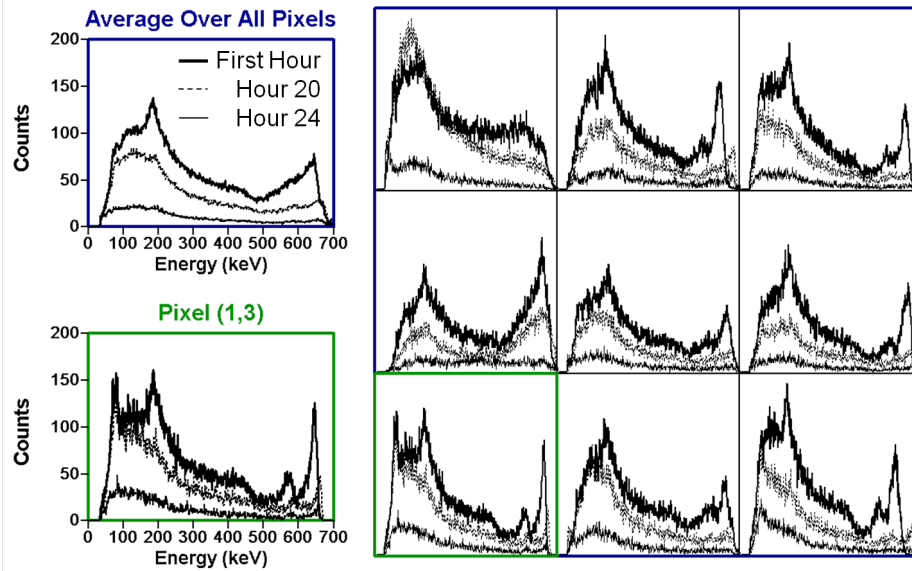 Average Over All Pixels
200
150
100
50
0
Counts
First Hour
Hour 20
Hour 24
0 100 200 300 400 500 600 700
Energy (keV)
Pixel (1,3)
200
150
100
50
0
Counts
0 100 200 300 400 500 600 700
Energy (keV)